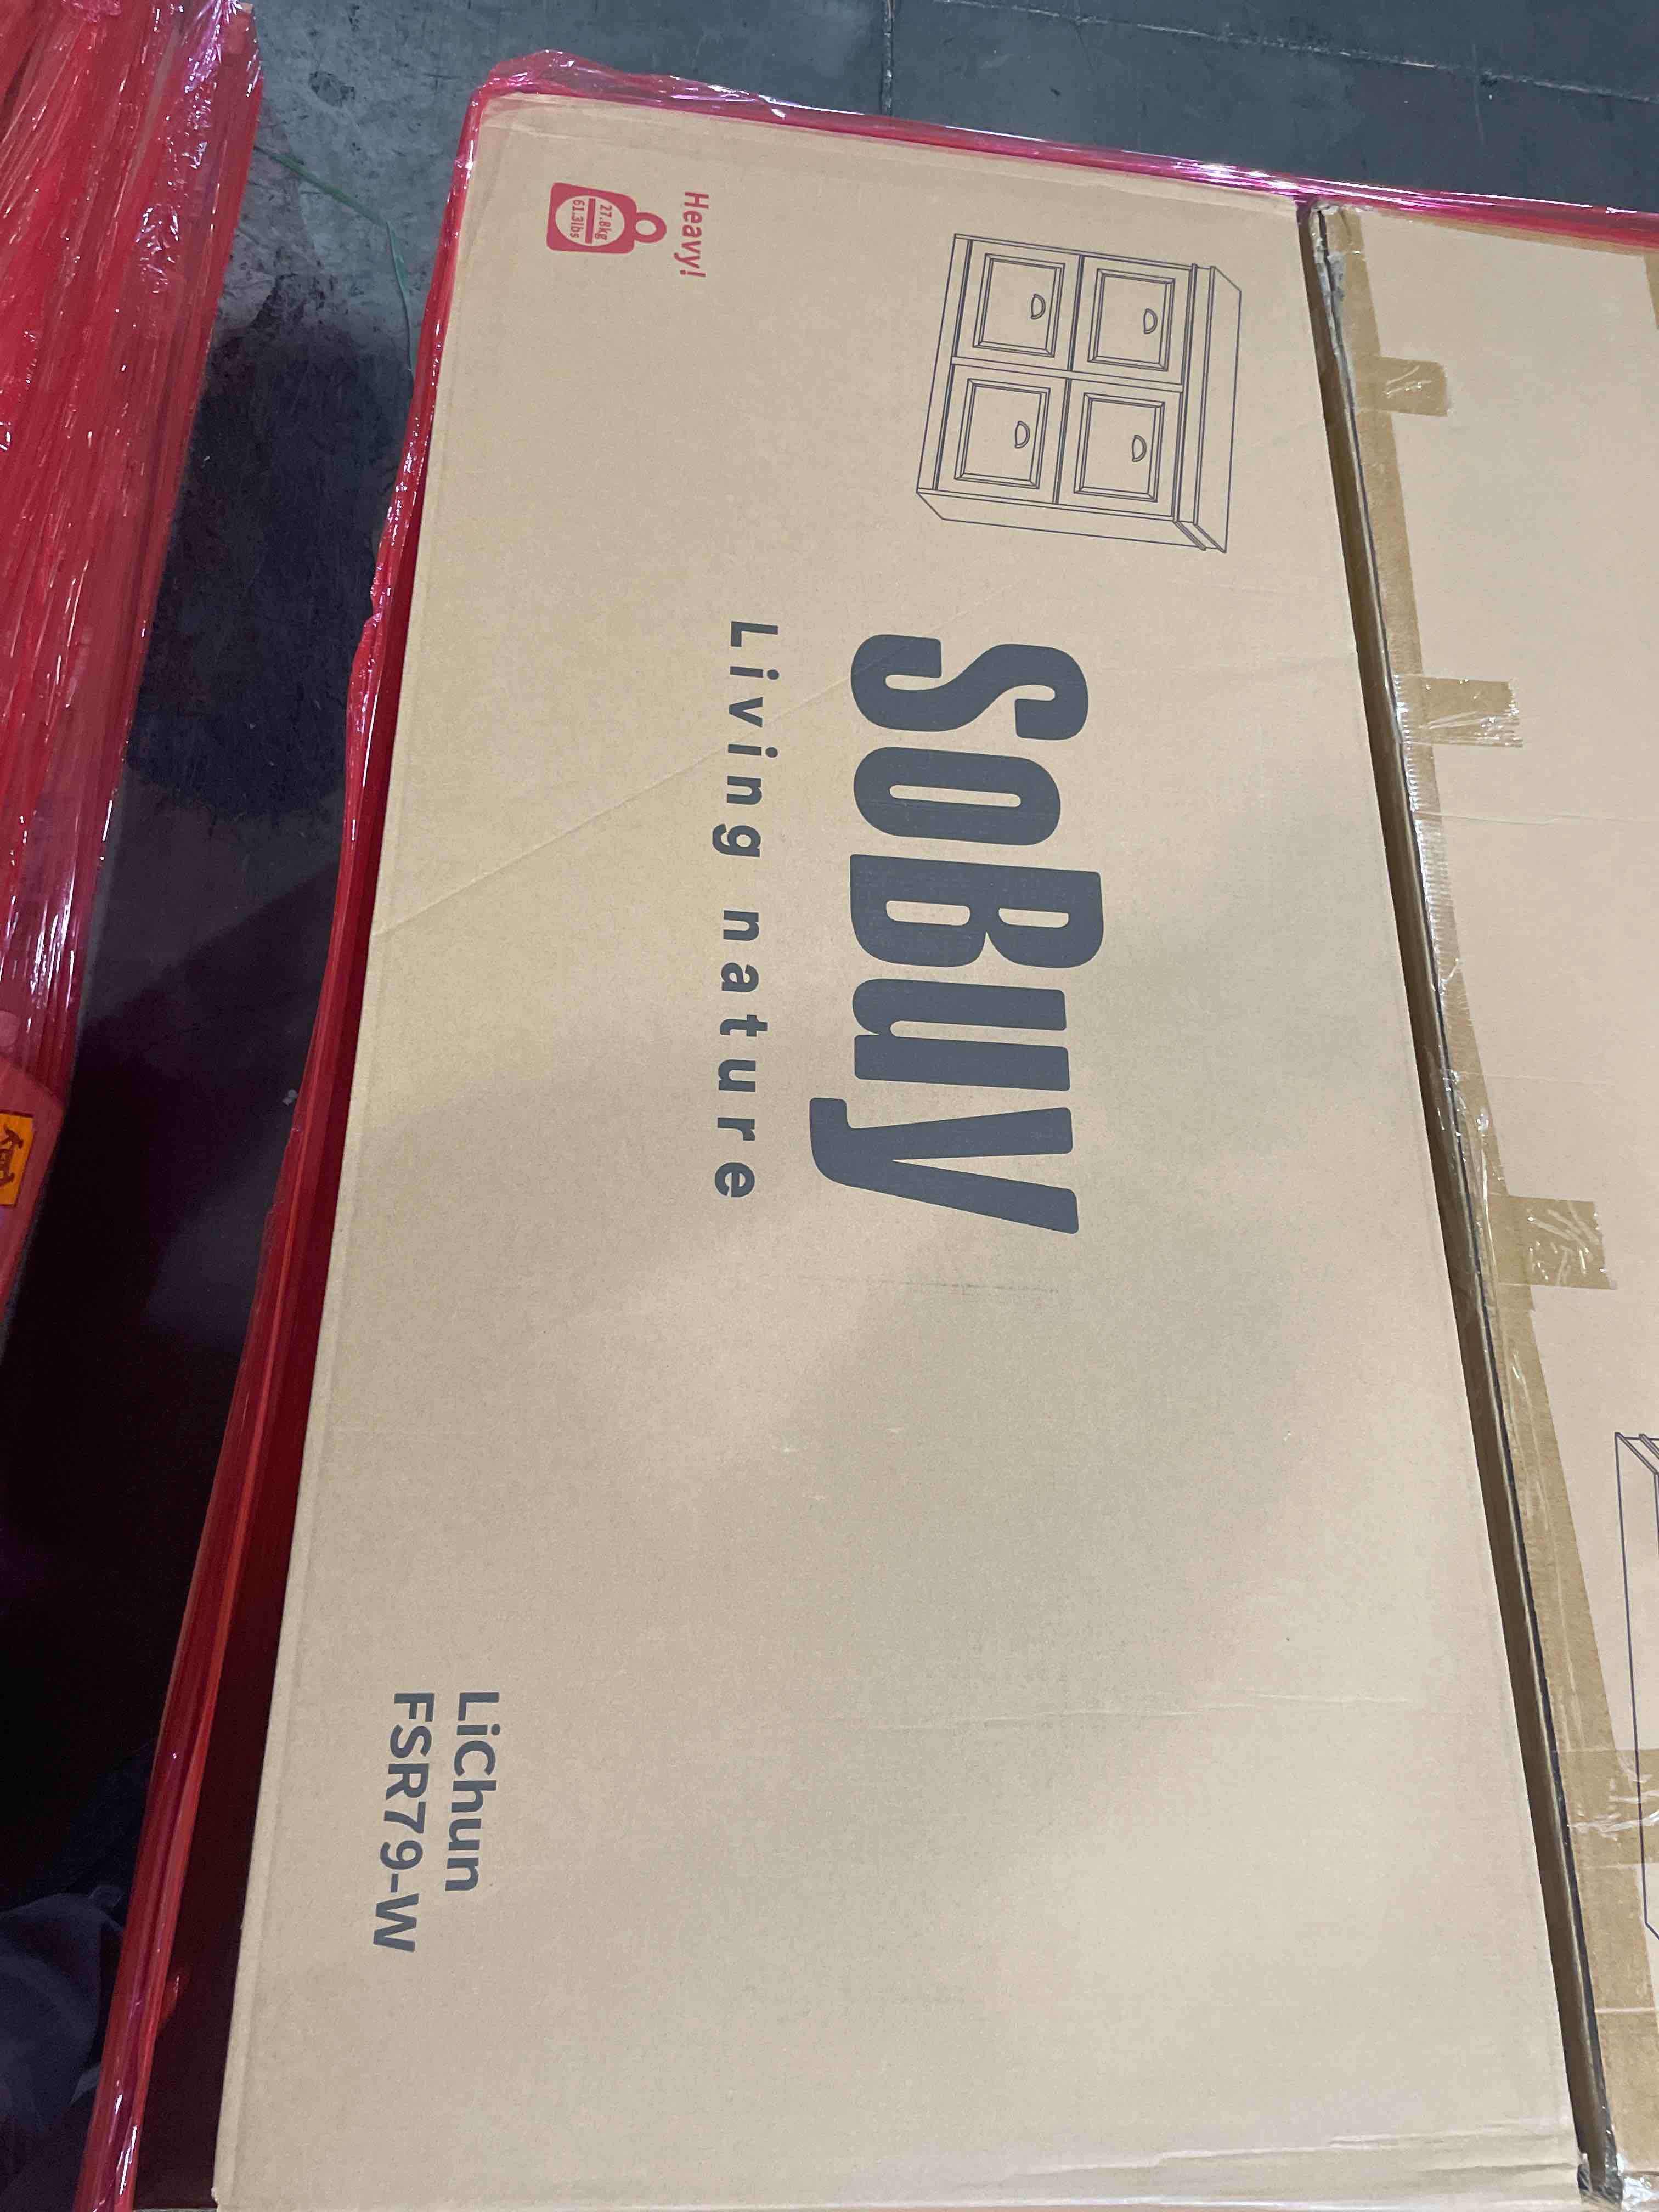 Heavy!
27.8kg
61.3lbs
SoBuy
Living nature
LiChun
FSR79-W